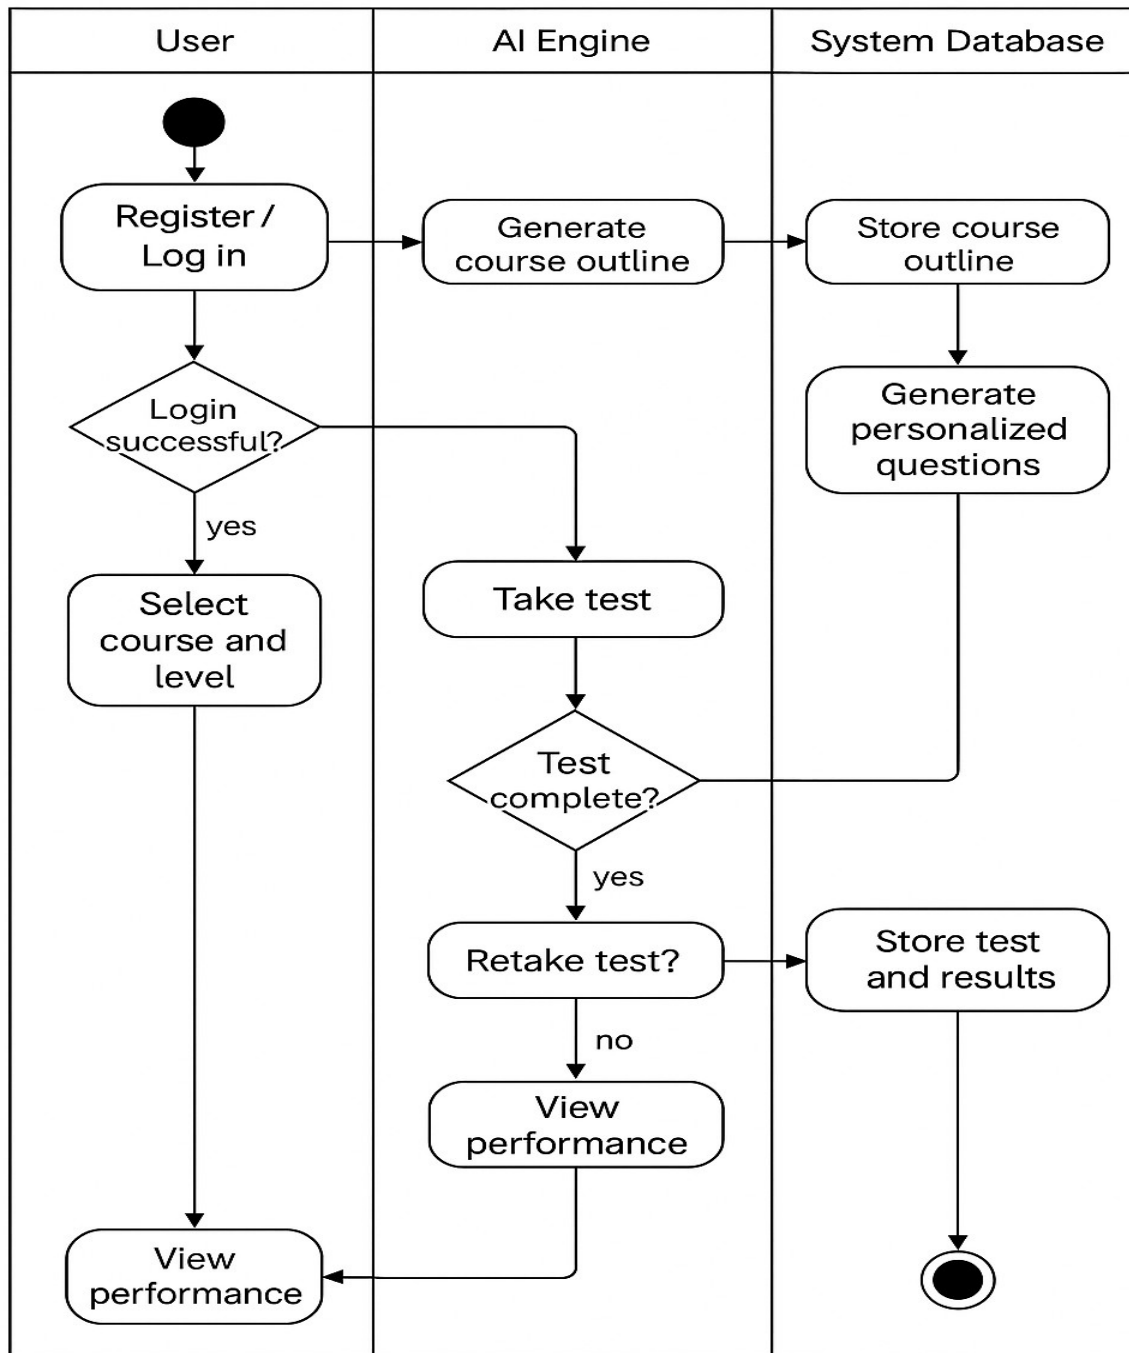 User
AI Engine
System Database
Register /
Log in
Generate
course outline
Store course
outline
Login
successful?
Generate
personalized
questions
yes
Select
course and
level
Take test
Test
complete?
yes
Retake test?
Store test
and results
no
View
performance
View
performance